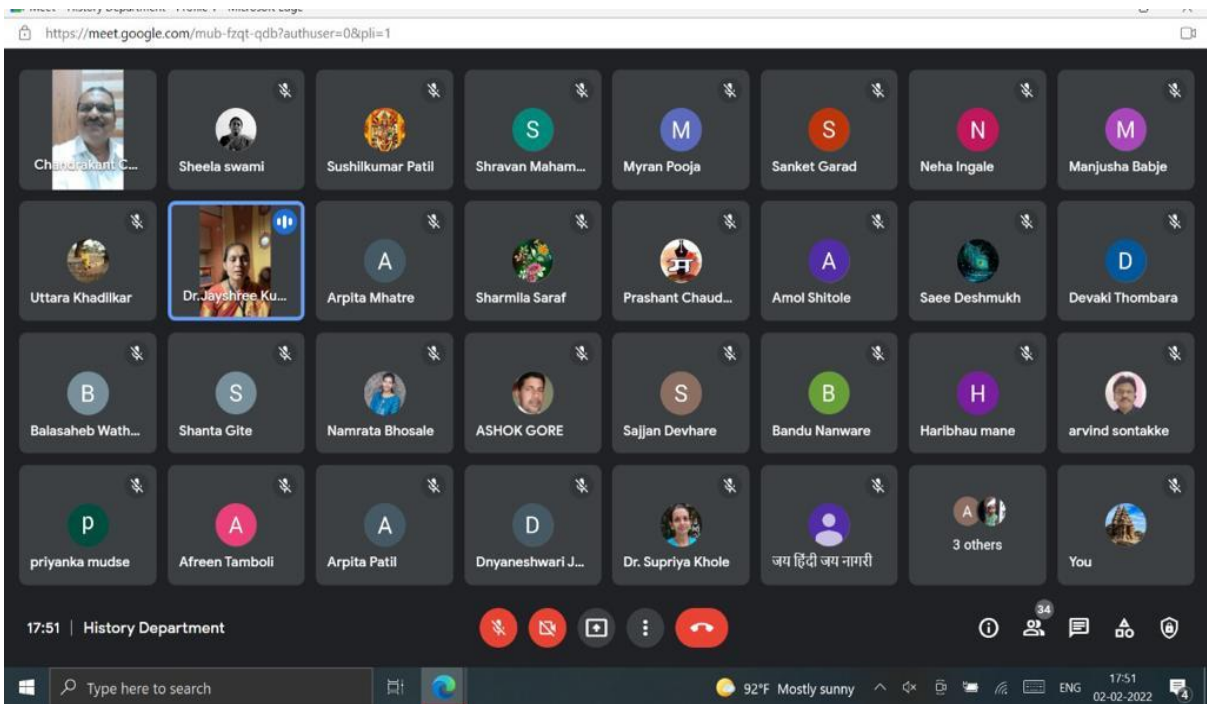 https://meet.google.com/mub-fzqt-qdb?authuser=0&pli=1
Chandrakant C...
Sheela swami
Sushilkumar Patil
S
Shravan Maham...
M
Myran Pooja
S
Sanket Garad
N
Neha Ingale
M
Manjusha Babje
Uttara Khadilkar
Dr.Jayshree Ku...
A
Arpita Mhatre
Sharmila Saraf
म
Prashant Chaud...
A
Amol Shitole
Saee Deshmukh
D
Devaki Thombara
B
Balasaheb Wath...
S
Shanta Gite
Namrata Bhosale
ASHOK GORE
S
Sajjan Devhare
B
Bandu Nanware
H
Haribhau mane
arvind sontakke
p
priyanka mudse
A
Afreen Tamboli
A
Arpita Patil
D
Dnyaneshwari J...
Dr. Supriya Khole
जय हिंदी जय नागरी
A
3 others
You
17:51 | History Department
34
Type here to search
92°F Mostly sunny
ENG
17:51
02-02-2022
4